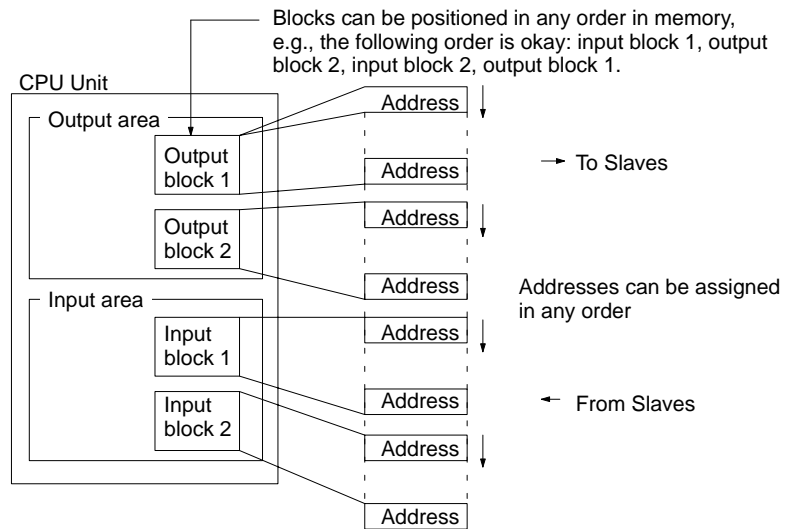 Blocks can be positioned in any order in memory,
e.g., the following order is okay: input block 1, output
block 2, input block 2, output block 1.
CPU Unit
Output area
Output
block 1
Output
block 2
Input area
Input
block 1
Input
block 2
Address
Address
Address
Address
Address
Address
Address
Address
To Slaves
Addresses can be assigned
in any order
From Slaves